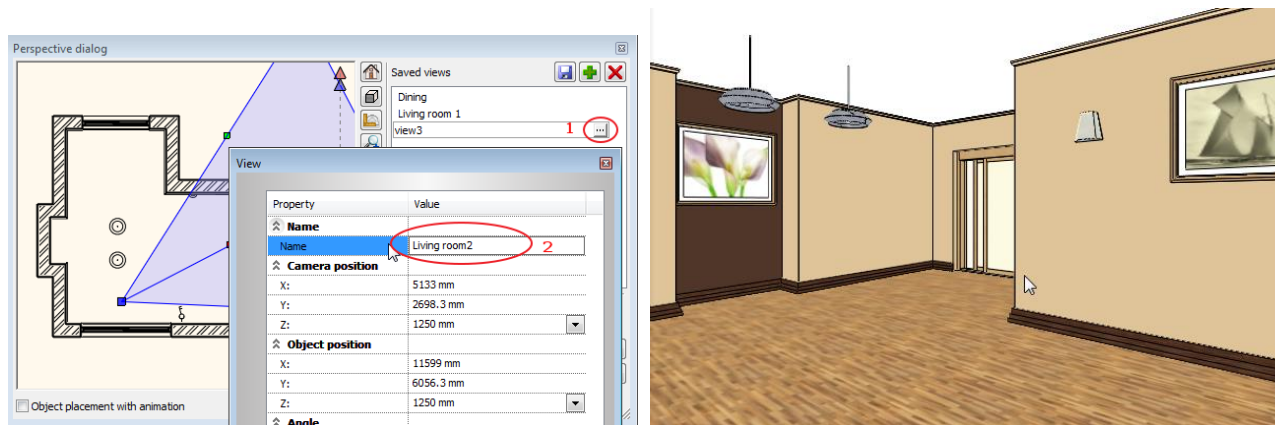 Perspective dialog
Saved views
Dining
Living room 1
view3
1
...
View
Property Value
Name
Name Living room2
2
Camera position
X: 5133 mm
Y: 2698.3 mm
Z: 1250 mm
Object position
X: 11599 mm
Y: 6056.3 mm
Z: 1250 mm
Angle
Object placement with animation